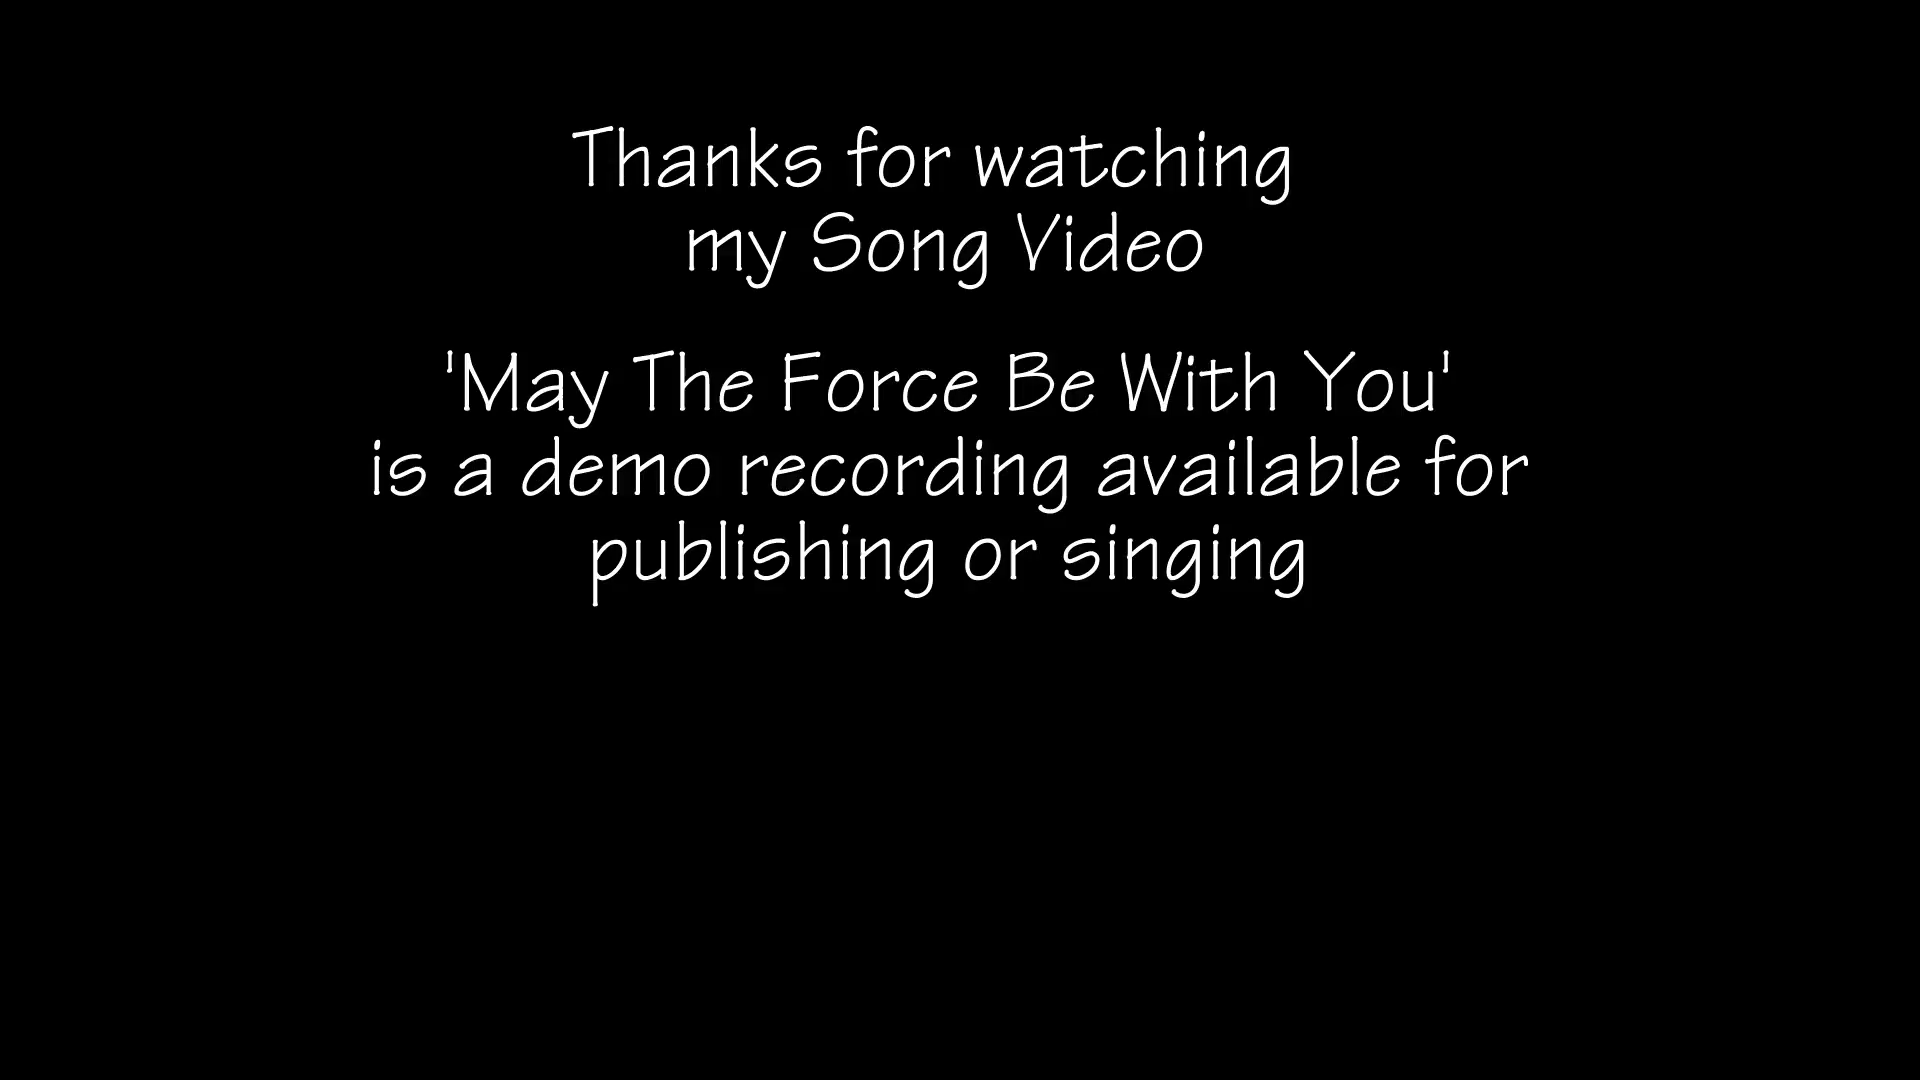 Thanks for watching
my Song Video
'May The Force Be With You'
is a demo recording available for
publishing or singing